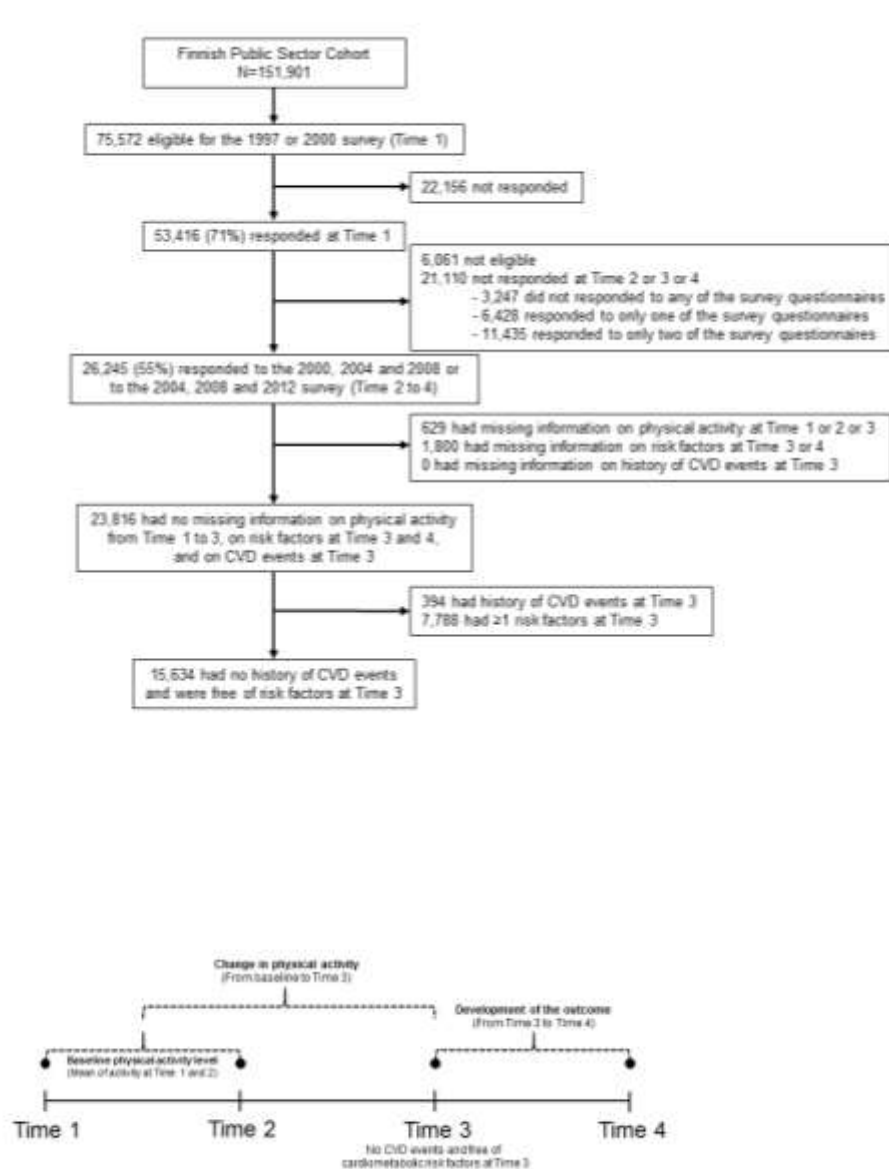 Finnish Public Sector Cohort
N=151,901
75,572 eligible for the 1997 or 2000 survey (Time 1)
22,156 not responded
53,416 (71%) responded at Time 1
6,061 not eligible
21,110 not responded at Time 2 or 3 or 4
- 3,247 did not responded to any of the survey questionnaires
- 6,428 responded to only one of the survey questionnaires
- 11,435 responded to only two of the survey questionnaires
26,245 (55%) responded to the 2000, 2004 and 2008 or
to the 2004, 2008 and 2012 survey (Time 2 to 4)
629 had missing information on physical activity at Time 1 or 2 or 3
1,800 had missing information on risk factors at Time 3 or 4
0 had missing information on history of CVD events at Time 3
23,816 had no missing information on physical activity
from Time 1 to 3, on risk factors at Time 3 and 4,
and on CVD events at Time 3
394 had history of CVD events at Time 3
7,788 had ≥1 risk factors at Time 3
15,634 had no history of CVD events
and were free of risk factors at Time 3
Change in physical activity
(From baseline to Time 3)
Development of the outcome
(From Time 3 to Time 4)
Baseline physical activity level
(Mean of activity at Time 1 and 2)
Time 1
Time 2
Time 3
Time 4
No CVD events and free of
cardiometabolic risk factors at Time 3